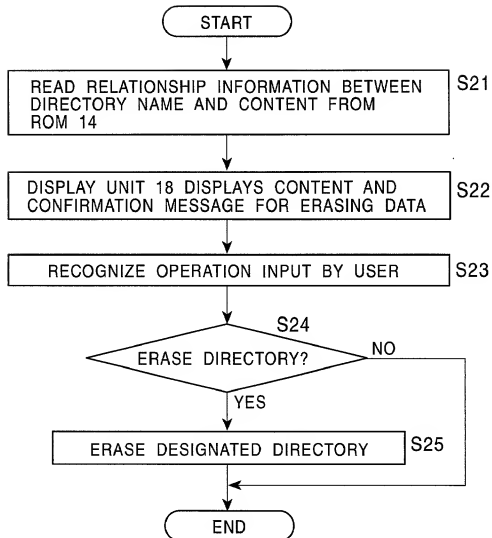 START
READ RELATIONSHIP INFORMATION BETWEEN
DIRECTORY NAME AND CONTENT FROM
ROM 14
S21
DISPLAY UNIT 18 DISPLAYS CONTENT AND
CONFIRMATION MESSAGE FOR ERASING DATA
S22
RECOGNIZE OPERATION INPUT BY USER
S23
S24
ERASE DIRECTORY?
NO
YES
ERASE DESIGNATED DIRECTORY
S25
END